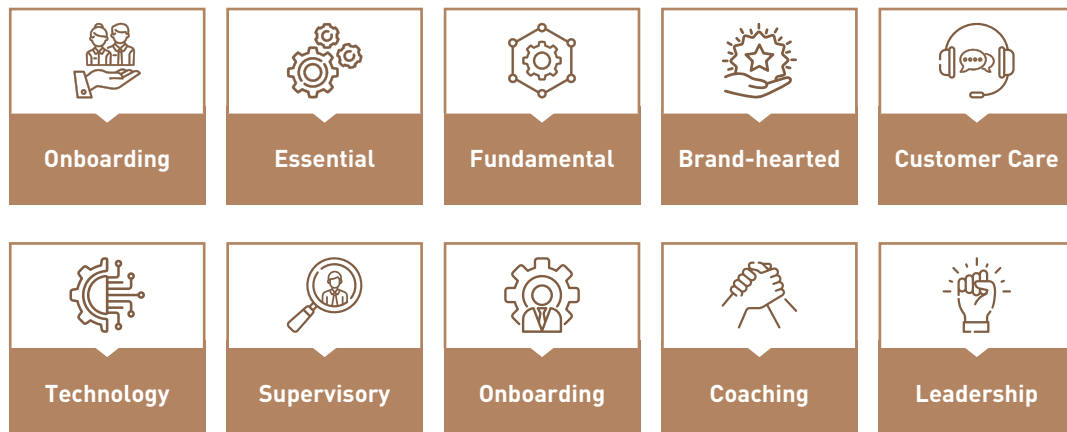 Onboarding
Essential
Fundamental
Brand-hearted
Customer Care
Technology
Supervisory
Onboarding
Coaching
Leadership